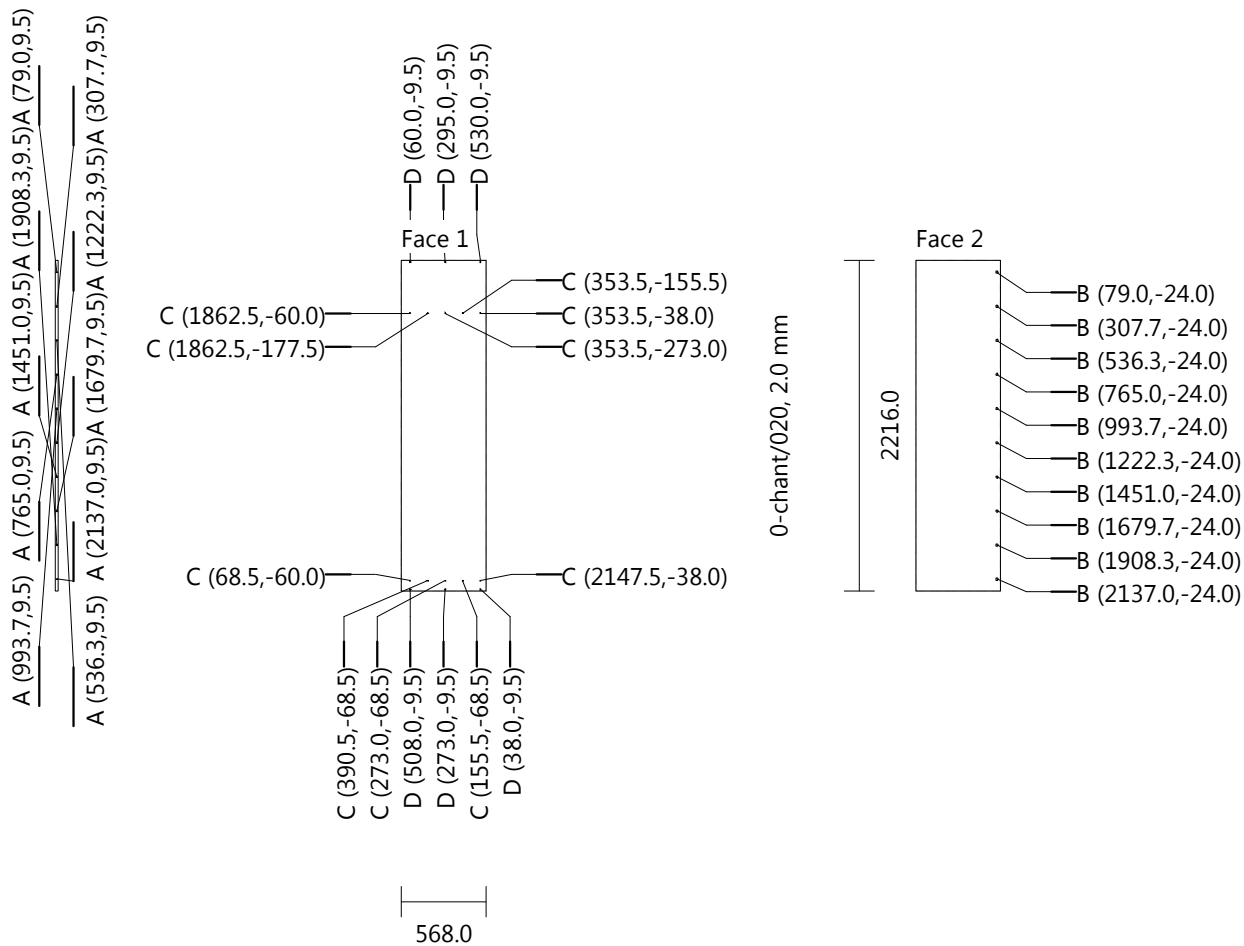 A (79.0,9.5)
A (1908.3,9.5)
A (1451.0,9.5)
A (765.0,9.5)
A (993.7,9.5)
A (307.7,9.5)
A (1222.3,9.5)
A (1679.7,9.5)
A (2137.0,9.5)
A (536.3,9.5)
D (60.0,-9.5)
D (295.0,-9.5)
D (530.0,-9.5)
Face 1
C (1862.5,-60.0)
C (1862.5,-177.5)
C (353.5,-155.5)
C (353.5,-38.0)
C (353.5,-273.0)
C (68.5,-60.0)
C (2147.5,-38.0)
C (390.5,-68.5)
C (273.0,-68.5)
D (508.0,-9.5)
D (273.0,-9.5)
C (155.5,-68.5)
D (38.0,-9.5)
568.0
0-chant/020, 2.0 mm
2216.0
Face 2
B (79.0,-24.0)
B (307.7,-24.0)
B (536.3,-24.0)
B (765.0,-24.0)
B (993.7,-24.0)
B (1222.3,-24.0)
B (1451.0,-24.0)
B (1679.7,-24.0)
B (1908.3,-24.0)
B (2137.0,-24.0)